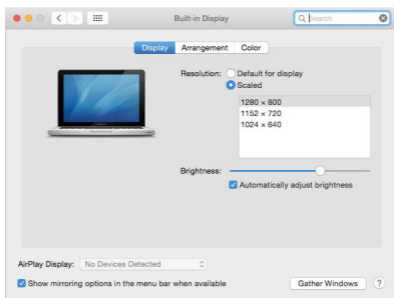 Built-in Display
Search
Display Arrangement Color
Resolution: Default for display
Scaled
1280 × 800
1152 × 720
1024 × 640
Brightness:
Automatically adjust brightness
AirPlay Display: No Devices Detected
Show mirroring options in the menu bar when available
Gather Windows ?